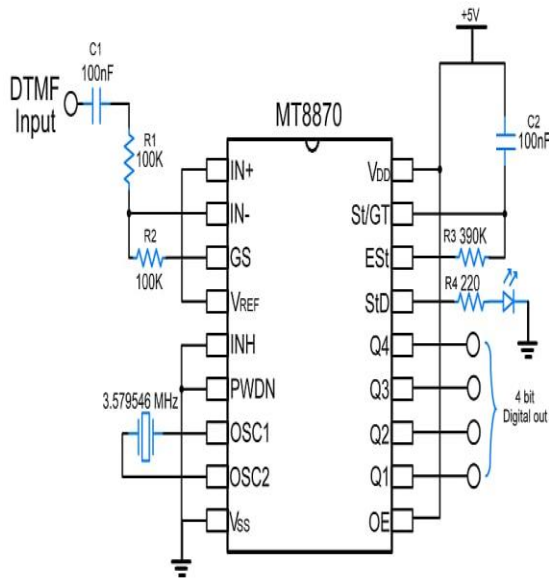 +5V
C1
100nF
DTMF
Input
MT8870
C2
100nF
R1
100K
IN+
VDD
IN-
St/GT
R2
100K
GS
ESt
R3 390K
R4 220
VREF
StD
INH
Q4
PWDN
Q3
4 bit
Digital out
3.579546 MHz
OSC1
Q2
OSC2
Q1
VSS
OE